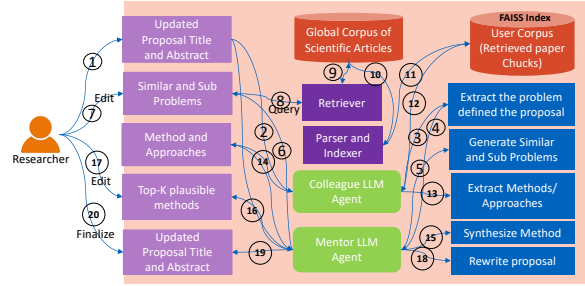 FAISS Index
Updated
Proposal Title
and Abstract
Global Corpus of
Scientific Articles
User Corpus
(Retrieved paper
Chucks)
1
9
10
11
Similar and Sub
Problems
8
Query
Retriever
12
Extract the problem
defined the proposal
7
Edit
2
3
4
Researcher
Method and
Approaches
Parser and
Indexer
Generate Similar
and Sub Problems
14
6
5
17
Edit
Top-K plausible
methods
Colleague LLM
Agent
13
Extract Methods/
Approaches
16
20
Finalize
Updated
Proposal Title
and Abstract
19
Mentor LLM
Agent
15
Synthesize Method
18
Rewrite proposal